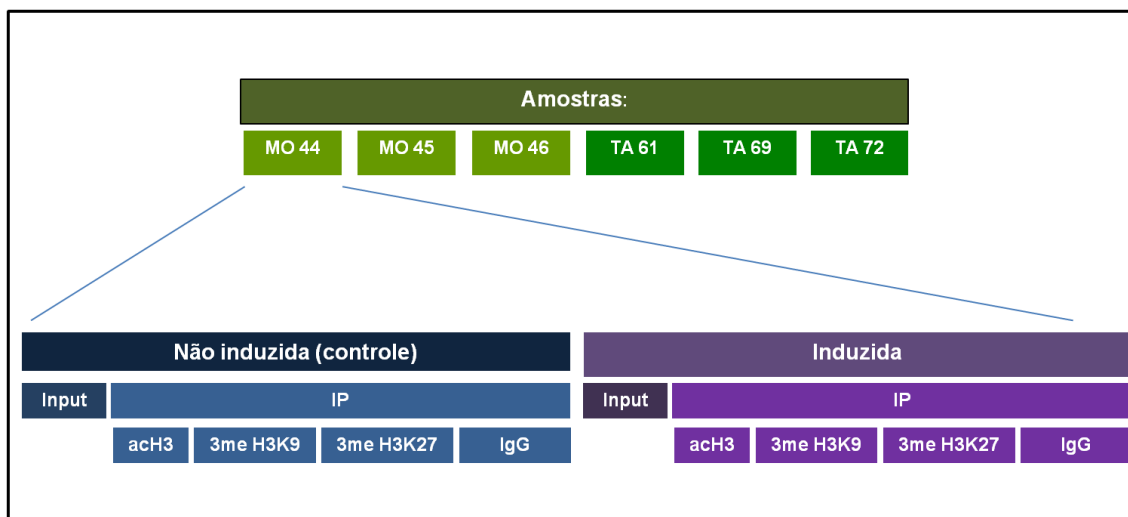 Amostras:
MO 44 MO 45 MO 46 TA 61 TA 69 TA 72
Não induzida (controle) Induzida
Input IP Input IP
acH3 3me H3K9 3me H3K27 IgG acH3 3me H3K9 3me H3K27 IgG